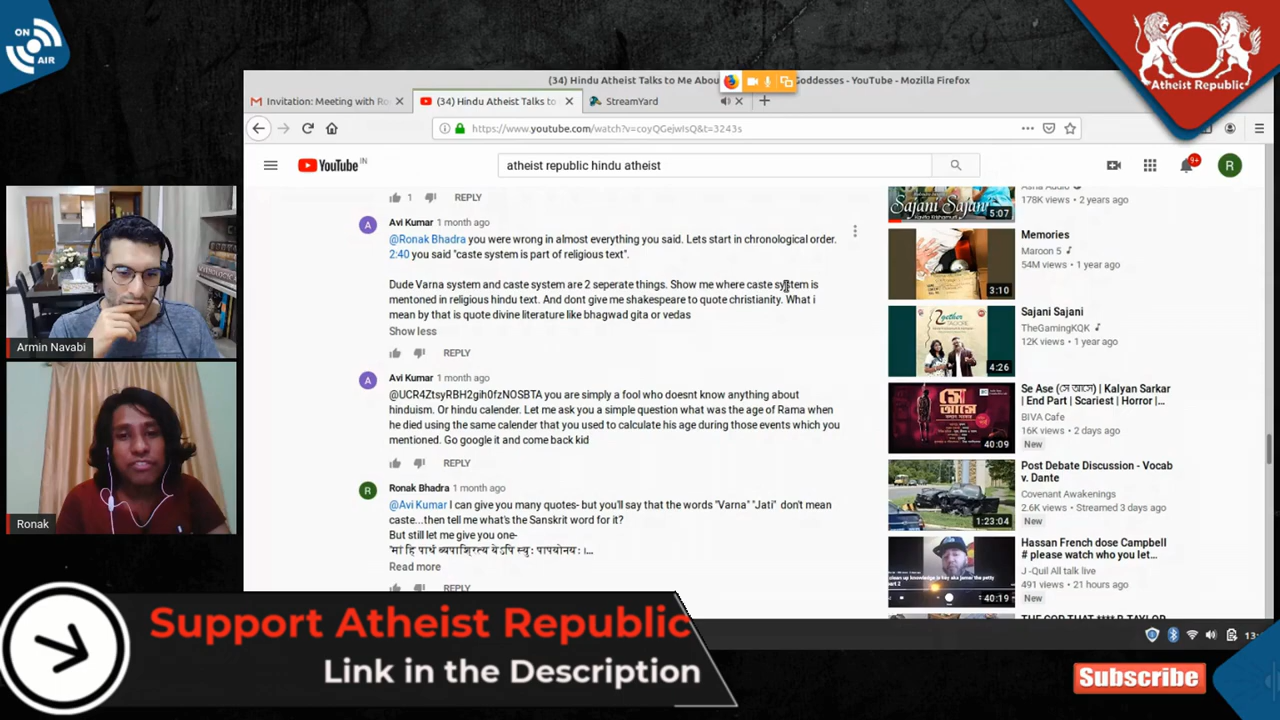 ON
AIR
Atheist Republic
(34) Hindu Atheist Talks to Me Abou
Goddesses - YouTube - Mozilla Firefox
Invitation: Meeting with Ro
(34) Hindu Atheist Talks to
StreamYard
https://www.youtube.com/watch?v=coyQGejwIsQ&t=3243s
YouTube IN
atheist republic hindu atheist
9+
R
1
REPLY
A
Avi Kumar 1 month ago
@Ronak Bhadra you were wrong in almost everything you said. Lets start in chronological order.
2:40 you said "caste system is part of religious text".
Dude Varna system and caste system are 2 seperate things. Show me where caste system is
mentoned in religious hindu text. And dont give me shakespeare to quote christianity. What i
mean by that is quote divine literature like bhagwad gita or vedas
Show less
REPLY
A
Avi Kumar 1 month ago
@UCR4ZtsyRBH2gih0fzNOSBTA you are simply a fool who doesnt know anything about
hinduism. Or hindu calender. Let me ask you a simple question what was the age of Rama when
he died using the same calender that you used to calculate his age during those events which you
mentioned. Go google it and come back kid
REPLY
R
Ronak Bhadra 1 month ago
@Avi Kumar I can give you many quotes- but you'll say that the words "Varna" "Jati" don't mean
caste...then tell me what's the Sanskrit word for it?
But still let me give you one-
"मां हि पार्थ व्यपाश्रित्य येऽपि स्युः पापयोनयः।...
Read more
REPLY
Sajani Sajani
5:07
178K views • 2 years ago
Memories
Maroon 5
54M views • 1 year ago
3:10
Sajani Sajani
TheGamingKQK
12K views • 1 year ago
4:26
Se Ase (সে আসে) | Kalyan Sarkar
| End Part | Scariest | Horror |...
BIVA Cafe
16K views • 2 days ago
New
সে আসে
40:09
Post Debate Discussion - Vocab
v. Dante
Covenant Awakenings
2.6K views • Streamed 3 days ago
New
1:23:04
Hassan French dose Campbell
# please watch who you let...
J -Quil All talk live
491 views • 21 hours ago
New
40:19
Armin Navabi
Ronak
Support Atheist Republic
Link in the Description
Subscribe
13: